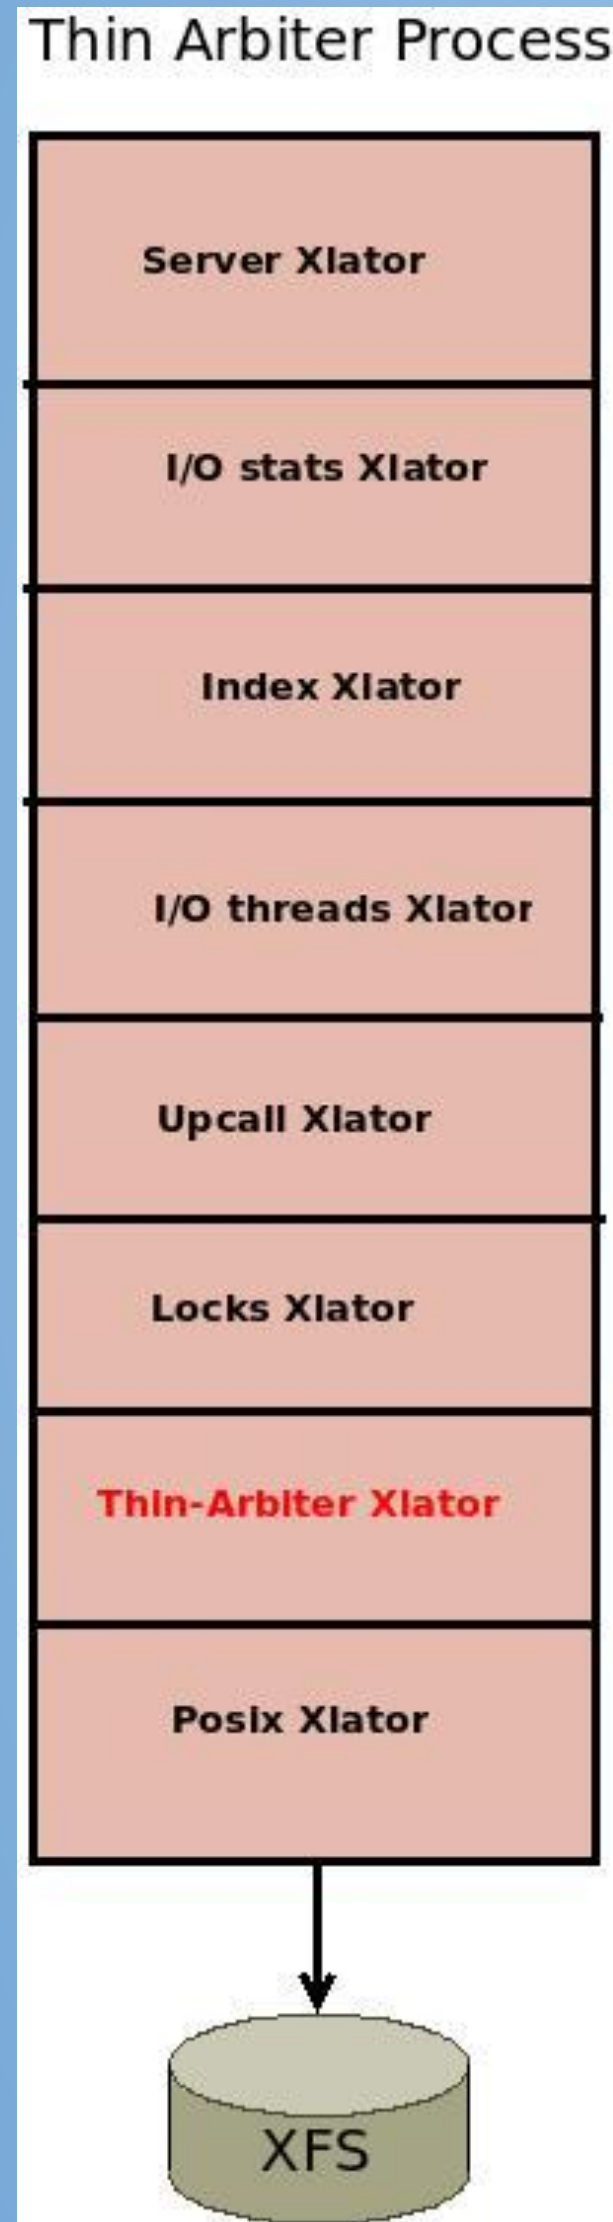 Thin Arbiter Process
Server Xlator
I/O stats Xlator
Index Xlator
I/O threads Xlator
Upcall Xlator
Locks Xlator
Thin-Arbiter Xlator
Posix Xlator
XFS